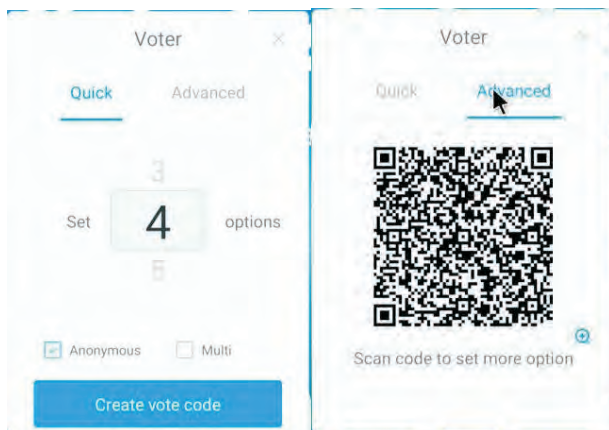 Voter
Quick Advanced
3
Set 4 options
5
Anonymous Multi
Create vote code
Voter
Quick Advanced
Scan code to set more option